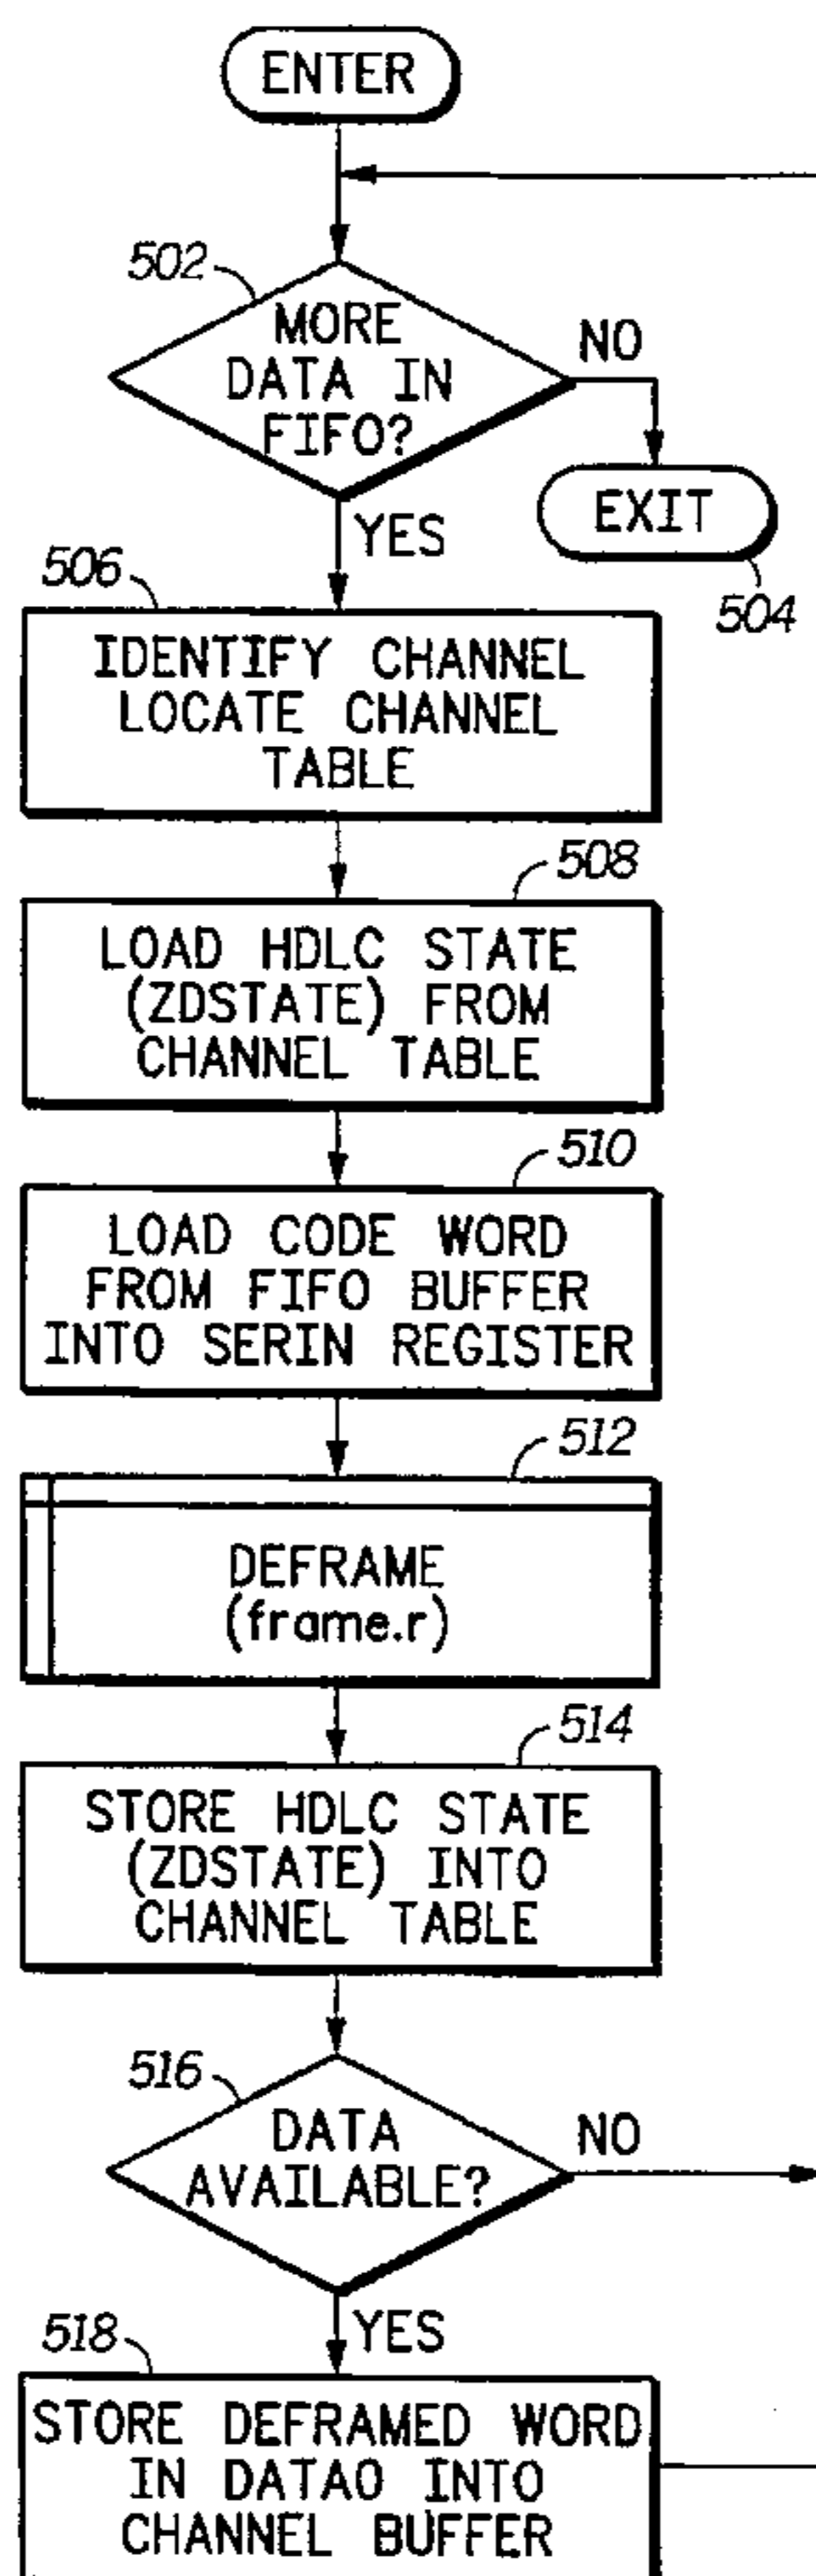 ENTER
502
MORE
DATA IN
FIFO?
NO
EXIT
504
YES
506
IDENTIFY CHANNEL
LOCATE CHANNEL
TABLE
508
LOAD HDLC STATE
(ZDSTATE) FROM
CHANNEL TABLE
510
LOAD CODE WORD
FROM FIFO BUFFER
INTO SERIN REGISTER
512
DEFRAME
(frame.r)
514
STORE HDLC STATE
(ZDSTATE) INTO
CHANNEL TABLE
516
DATA
AVAILABLE?
NO
YES
518
STORE DEFRAMED WORD
IN DATAO INTO
CHANNEL BUFFER